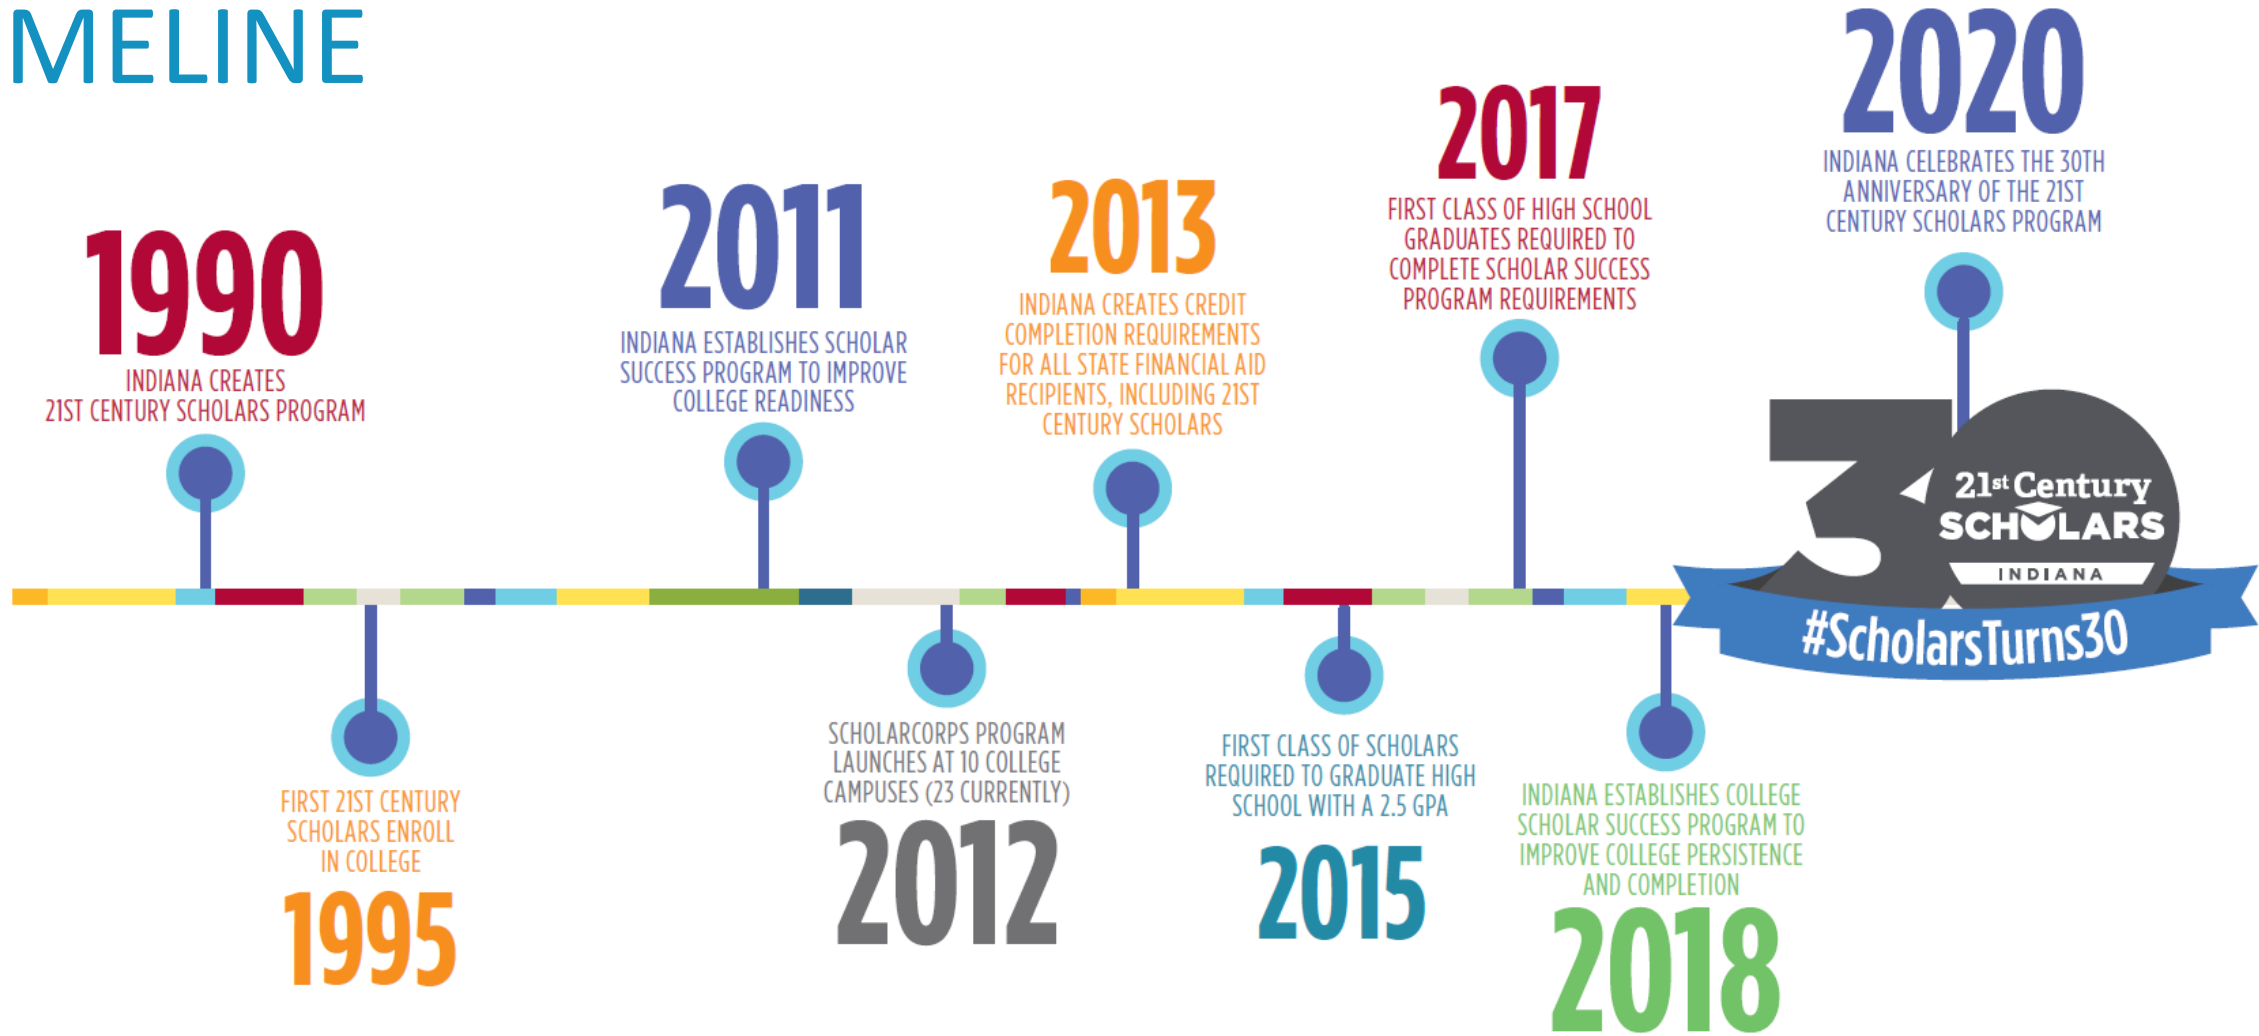 MELINE
1990
INDIANA CREATES
21ST CENTURY SCHOLARS PROGRAM
FIRST 21ST CENTURY
SCHOLARS ENROLL
IN COLLEGE
1995
2011
INDIANA ESTABLISHES SCHOLAR
SUCCESS PROGRAM TO IMPROVE
COLLEGE READINESS
SCHOLARCORPS PROGRAM
LAUNCHES AT 10 COLLEGE
CAMPUSES (23 CURRENTLY)
2012
2013
INDIANA CREATES CREDIT
COMPLETION REQUIREMENTS
FOR ALL STATE FINANCIAL AID
RECIPIENTS, INCLUDING 21ST
CENTURY SCHOLARS
FIRST CLASS OF SCHOLARS
REQUIRED TO GRADUATE HIGH
SCHOOL WITH A 2.5 GPA
2015
2017
FIRST CLASS OF HIGH SCHOOL
GRADUATES REQUIRED TO
COMPLETE SCHOLAR SUCCESS
PROGRAM REQUIREMENTS
INDIANA ESTABLISHES COLLEGE
SCHOLAR SUCCESS PROGRAM TO
IMPROVE COLLEGE PERSISTENCE
AND COMPLETION
2018
2020
INDIANA CELEBRATES THE 30TH
ANNIVERSARY OF THE 21ST
CENTURY SCHOLARS PROGRAM
30
21st Century
SCHOLARS
INDIANA
#ScholarsTurns30